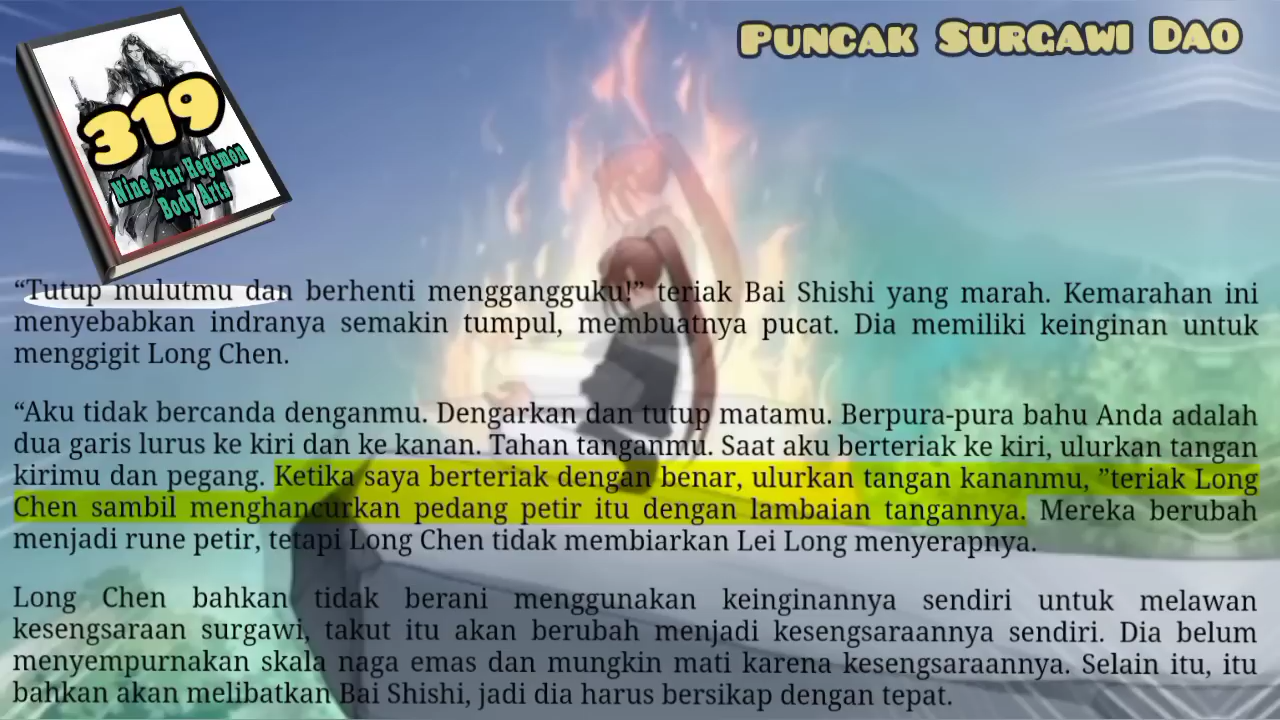 319
Nine Star Hegemon
Body Arts
Puncak Surgawi Dao
“Tutup mulutmu dan berhenti menggangguku!” teriak Bai Shishi yang marah. Kemarahan ini
menyebabkan indranya semakin tumpul, membuatnya pucat. Dia memiliki keinginan untuk
menggigit Long Chen.
“Aku tidak bercanda denganmu. Dengarkan dan tutup matamu. Berpura-pura bahu Anda adalah
dua garis lurus ke kiri dan ke kanan. Tahan tanganmu. Saat aku berteriak ke kiri, ulurkan tangan
kirimu dan pegang. Ketika saya berteriak dengan benar, ulurkan tangan kananmu, ”teriak Long
Chen sambil menghancurkan pedang petir itu dengan lambaian tangannya. Mereka berubah
menjadi rune petir, tetapi Long Chen tidak membiarkan Lei Long menyerapnya.
Long Chen bahkan tidak berani menggunakan keinginannya sendiri untuk melawan
kesengsaraan surgawi, takut itu akan berubah menjadi kesengsaraannya sendiri. Dia belum
menyempurnakan skala naga emas dan mungkin mati karena kesengsaraannya. Selain itu, itu
bahkan akan melibatkan Bai Shishi, jadi dia harus bersikap dengan tepat.